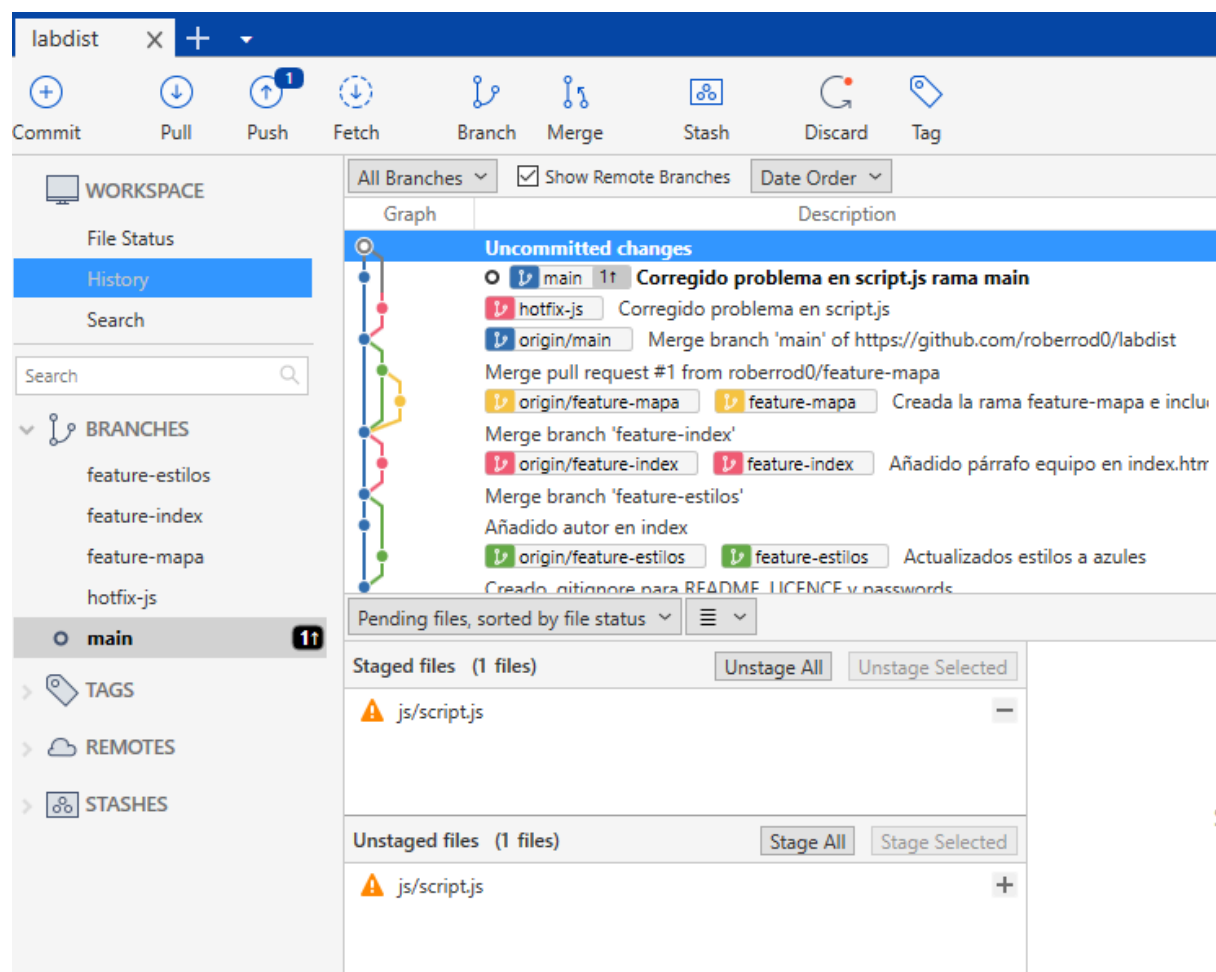 labdist
1
Commit Pull Push Fetch Branch Merge Stash Discard Tag
WORKSPACE
File Status
History
Search
Search
BRANCHES
feature-estilos
feature-index
feature-mapa
hotfix-js
main 1↑
TAGS
REMOTES
STASHES
All Branches Show Remote Branches Date Order
Graph Description
Uncommitted changes
main 1↑ Corregido problema en script.js rama main
hotfix-js Corregido problema en script.js
origin/main Merge branch 'main' of https://github.com/roberrod0/labdist
Merge pull request #1 from roberrod0/feature-mapa
origin/feature-mapa feature-mapa Creada la rama feature-mapa e inclu
Merge branch 'feature-index'
origin/feature-index feature-index Añadido párrafo equipo en index.htm
Merge branch 'feature-estilos'
Añadido autor en index
origin/feature-estilos feature-estilos Actualizados estilos a azules
Creado .gitignore para README, LICENCE y passwords
Pending files, sorted by file status
Staged files (1 files) Unstage All Unstage Selected
js/script.js
Unstaged files (1 files) Stage All Stage Selected
js/script.js